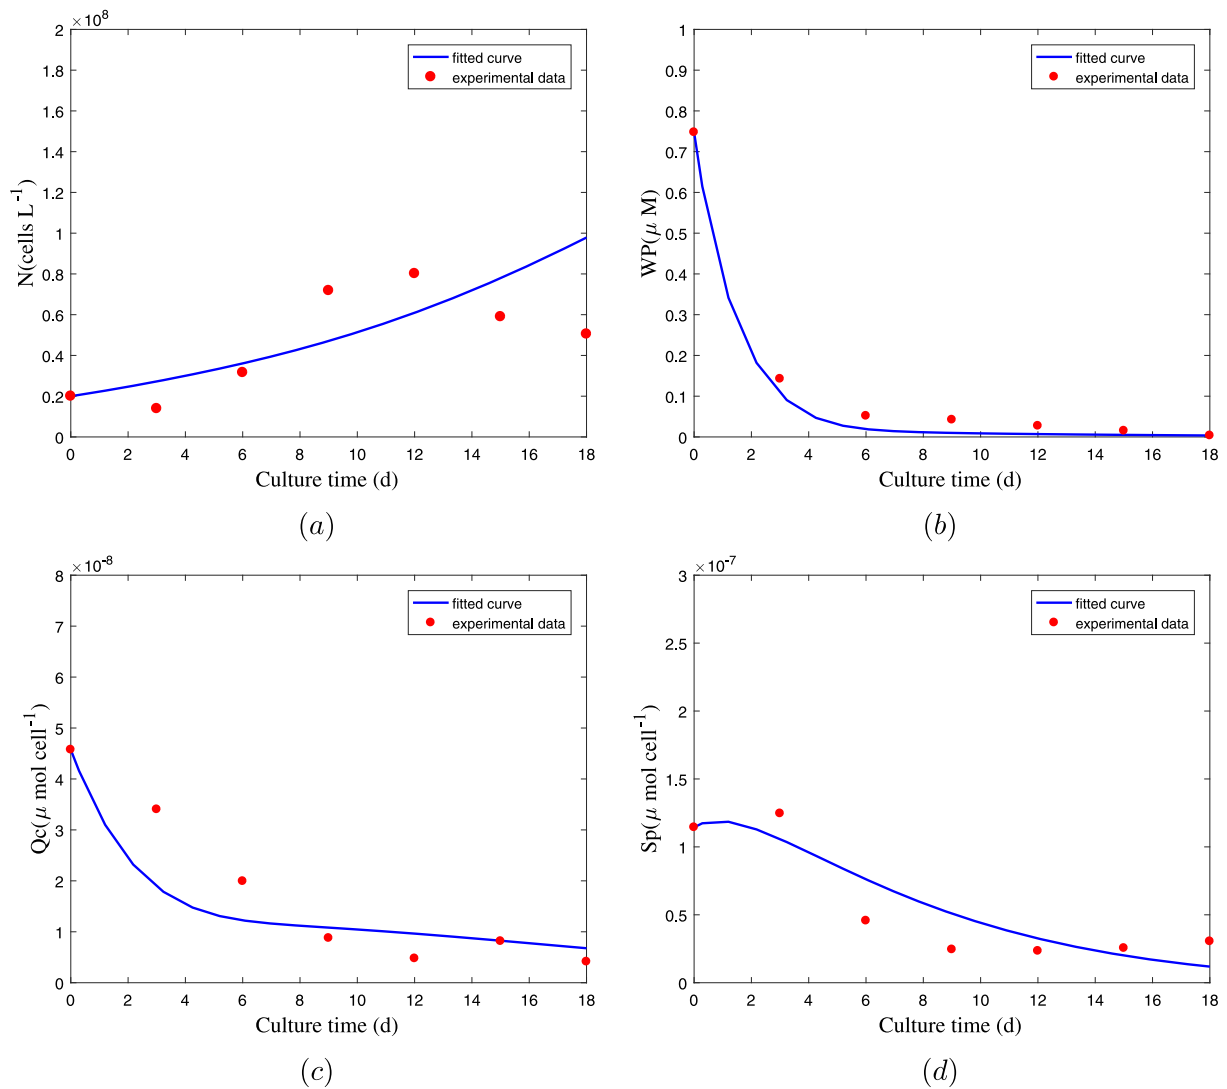 ×10^8
2
1.8
1.6
1.4
1.2
1
0.8
0.6
0.4
0.2
0
N(cells L^-1)
fitted curve
experimental data
0 2 4 6 8 10 12 14 16 18
Culture time (d)
(a)
1
0.9
0.8
0.7
0.6
0.5
0.4
0.3
0.2
0.1
0
WP(μ M)
fitted curve
experimental data
0 2 4 6 8 10 12 14 16 18
Culture time (d)
(b)
×10^-8
8
7
6
5
4
3
2
1
0
Qc(μ mol cell^-1)
fitted curve
experimental data
0 2 4 6 8 10 12 14 16 18
Culture time (d)
(c)
×10^-7
3
2.5
2
1.5
1
0.5
0
Sp(μ mol cell^-1)
fitted curve
experimental data
0 2 4 6 8 10 12 14 16 18
Culture time (d)
(d)